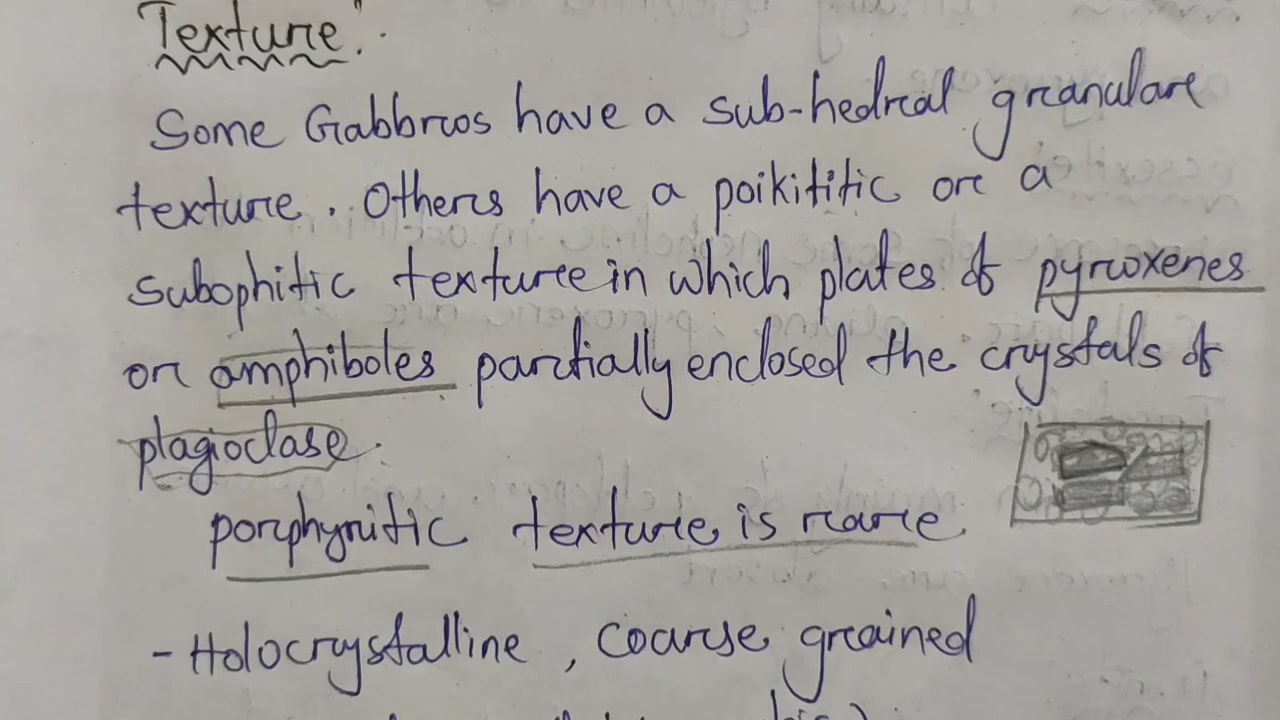 Texture:
Some Gabbros have a sub-hedral granular
texture. Others have a poikititic or a
subophitic texture in which plates of pyroxenes
or amphiboles partially enclosed the crystals of
plagioclase.
porphyritic texture is rare
- Holocrystalline, coarse grained